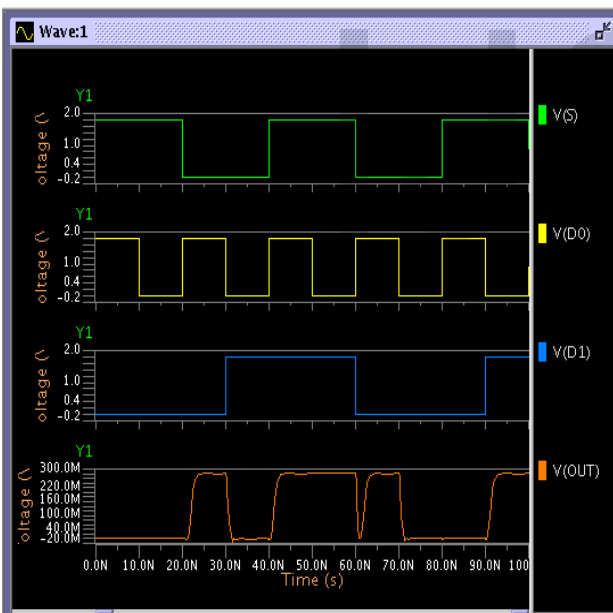 Wave:1
Y1
2.0
1.0
0.4
-0.2
oltage (\
V(S)
Y1
2.0
1.0
0.4
-0.2
oltage (\
V(D0)
Y1
2.0
1.0
0.4
-0.2
oltage (\
V(D1)
Y1
300.0M
220.0M
160.0M
100.0M
40.0M
-20.0M
oltage (\
V(OUT)
0.0N 10.0N 20.0N 30.0N 40.0N 50.0N 60.0N 70.0N 80.0N 90.0N 100
Time (s)